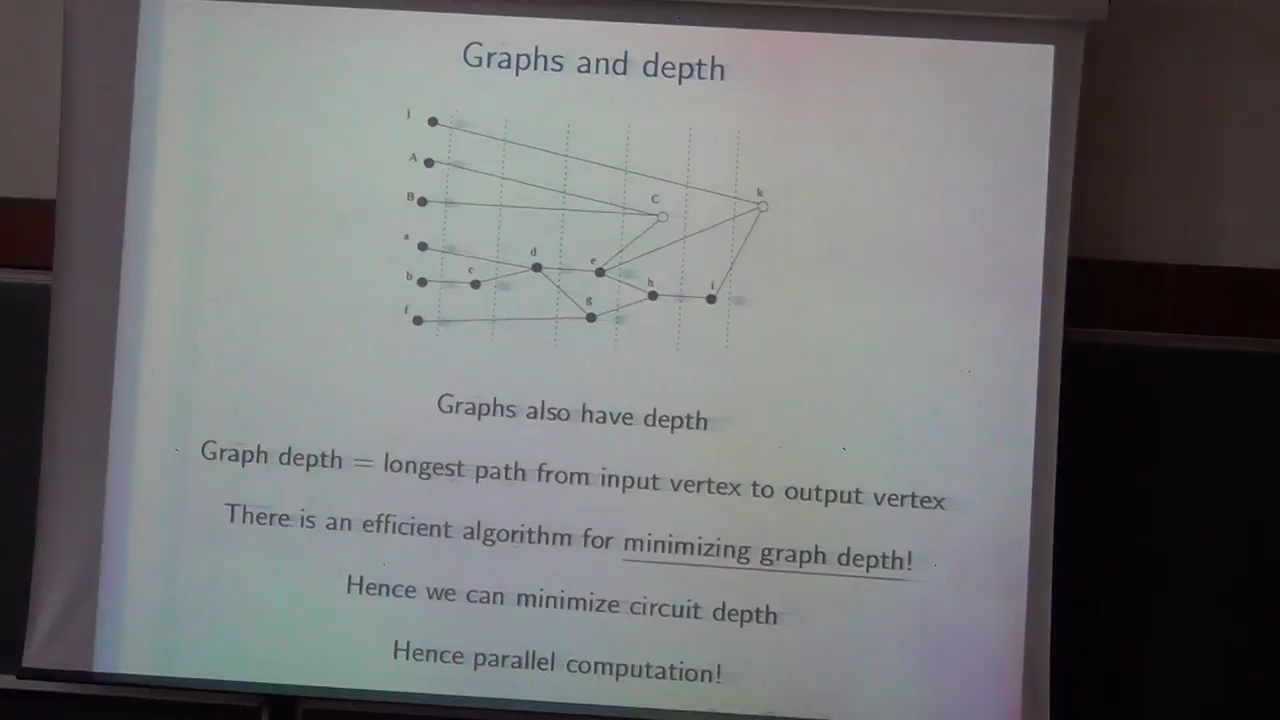 Graphs and depth
j
A
B
a
b
c
d
e
f
g
h
i
C
k
Graphs also have depth
Graph depth = longest path from input vertex to output vertex
There is an efficient algorithm for minimizing graph depth!
Hence we can minimize circuit depth
Hence parallel computation!